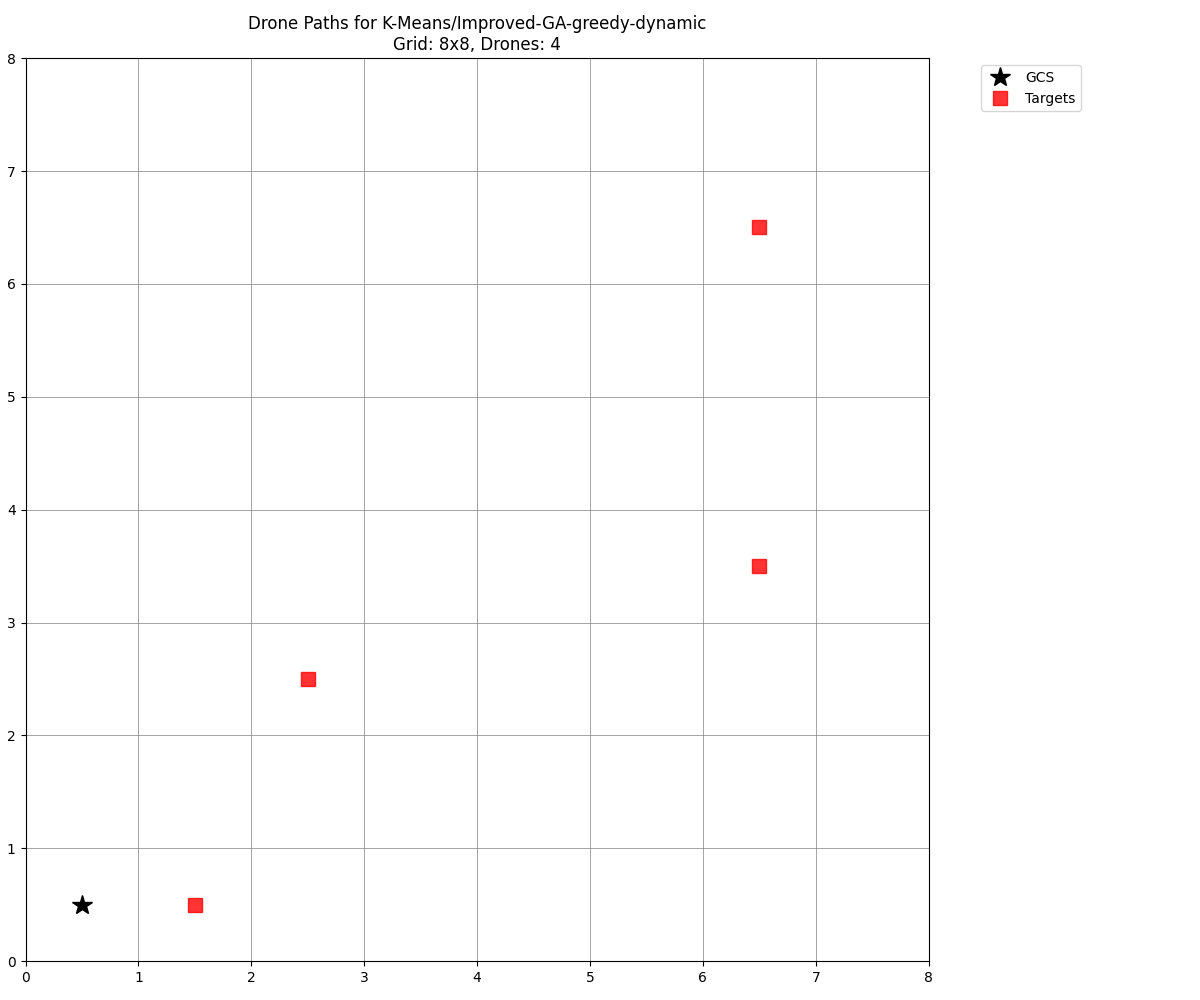 Drone Paths for K-Means/Improved-GA-greedy-dynamic
Grid: 8x8, Drones: 4
GCS
Targets
8
7
6
5
4
3
2
1
0
0 1 2 3 4 5 6 7 8